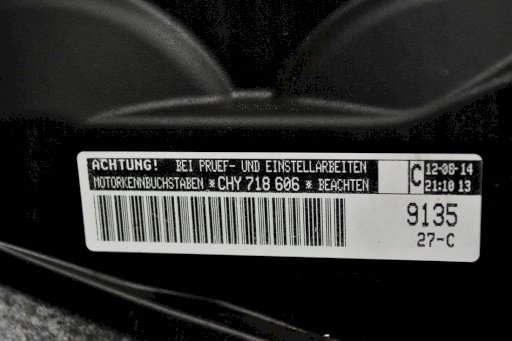 ACHTUNG! BEI PRUEF- UND EINSTELLARBEITEN
MOTORKENNBUCHSTABEN *CHY 718 606 * BEACHTEN
C
12-08-14
21:10 13
9135
27-C